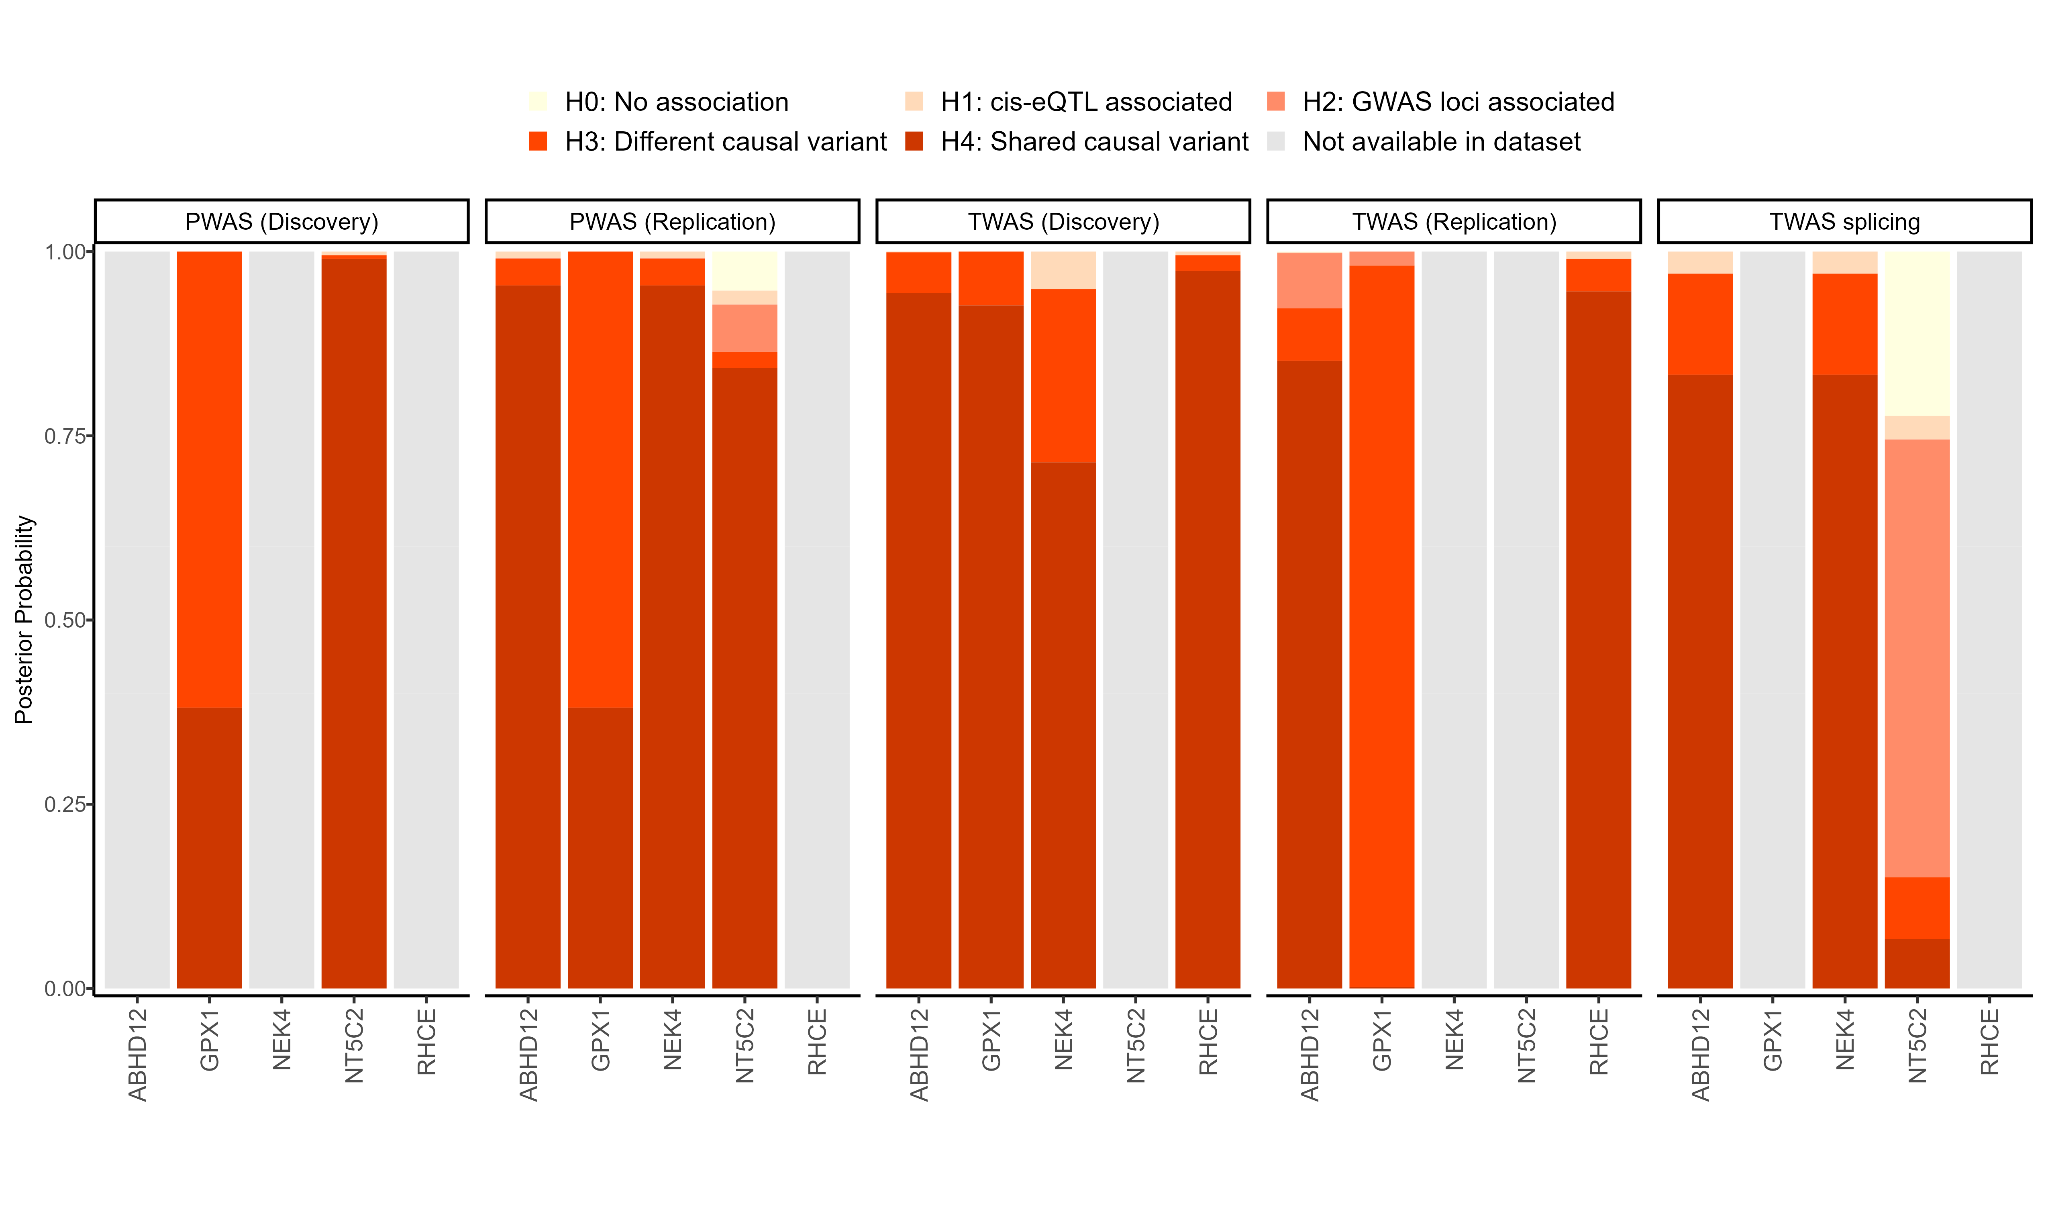 H0: No association H1: cis-eQTL associated H2: GWAS loci associated
H3: Different causal variant H4: Shared causal variant Not available in dataset
PWAS (Discovery) PWAS (Replication) TWAS (Discovery) TWAS (Replication) TWAS splicing
1.00
0.75
0.50
0.25
0.00
Posterior Probability
ABHD12 GPX1 NEK4 NT5C2 RHCE ABHD12 GPX1 NEK4 NT5C2 RHCE ABHD12 GPX1 NEK4 NT5C2 RHCE ABHD12 GPX1 NEK4 NT5C2 RHCE ABHD12 GPX1 NEK4 NT5C2 RHCE